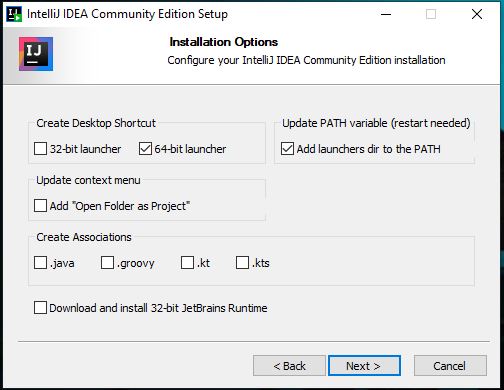 IntelliJ IDEA Community Edition Setup
IJ
Installation Options
Configure your IntelliJ IDEA Community Edition installation
Create Desktop Shortcut
32-bit launcher
64-bit launcher
Update PATH variable (restart needed)
Add launchers dir to the PATH
Update context menu
Add "Open Folder as Project"
Create Associations
.java
.groovy
.kt
.kts
Download and install 32-bit JetBrains Runtime
< Back
Next >
Cancel